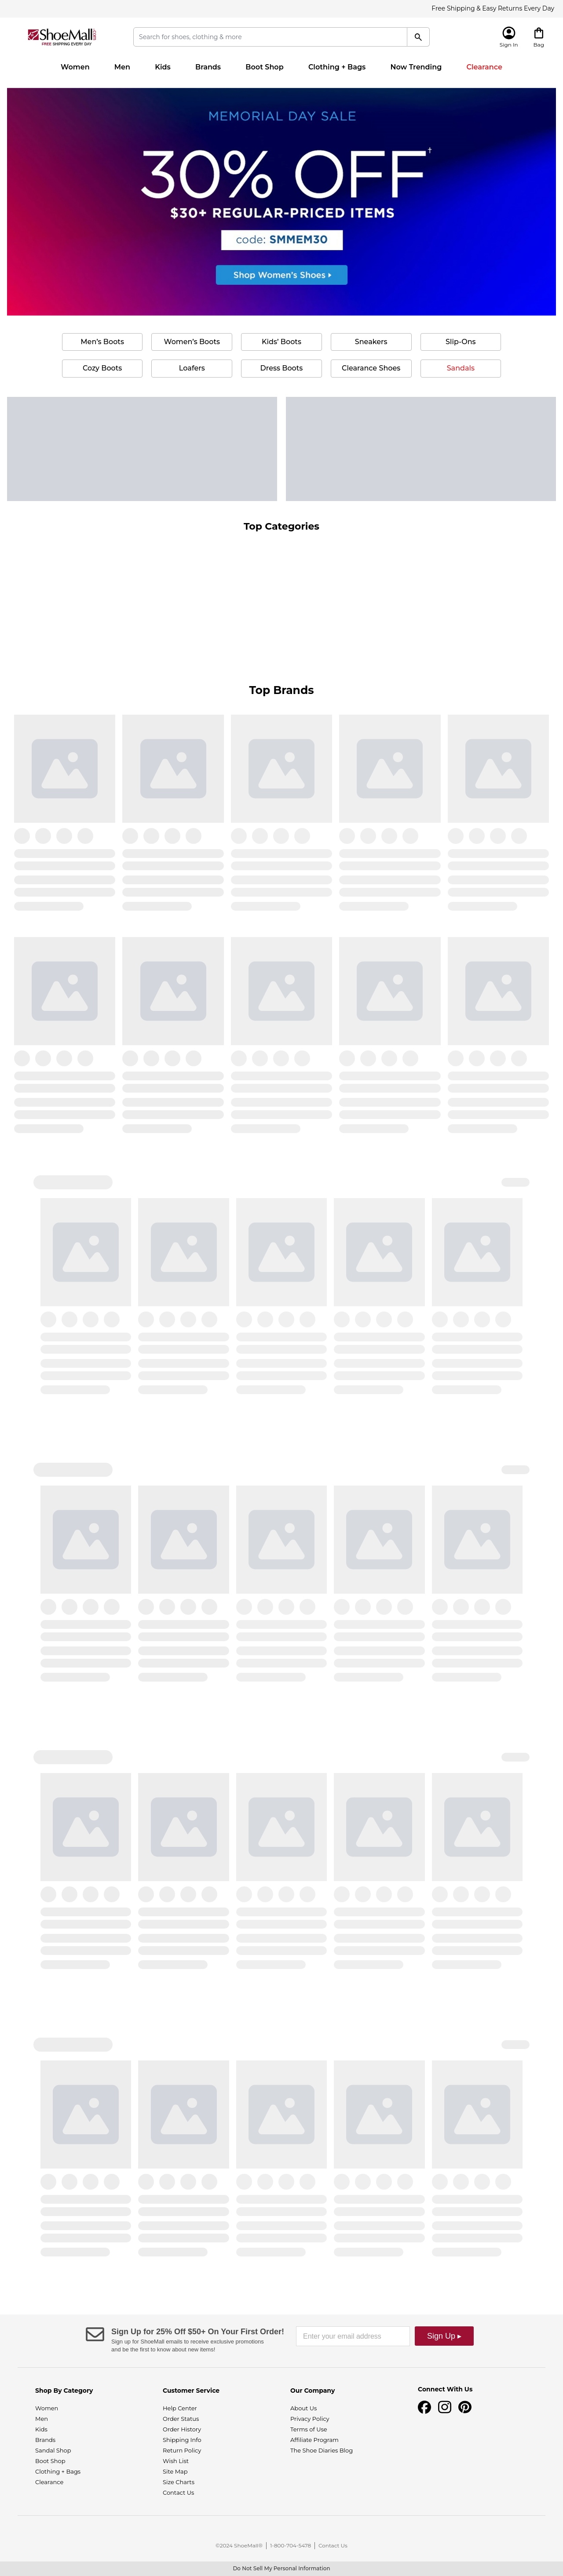 Free Shipping & Easy Returns Every Day
ShoeMall.com
FREE SHIPPING EVERY DAY
Search for shoes, clothing & more
Sign In
Bag
Women Men Kids Brands Boot Shop Clothing + Bags Now Trending Clearance
MEMORIAL DAY SALE
30% OFF†
$30+ REGULAR-PRICED ITEMS
code: SMMEM30
Shop Women's Shoes ▸
Men's Boots Women's Boots Kids' Boots Sneakers Slip-Ons
Cozy Boots Loafers Dress Boots Clearance Shoes Sandals
Top Categories
Top Brands
Sign Up for 25% Off $50+ On Your First Order!
Sign up for ShoeMall emails to receive exclusive promotions
and be the first to know about new items!
Enter your email address
Sign Up ▸
Shop By Category
Women
Men
Kids
Brands
Sandal Shop
Boot Shop
Clothing + Bags
Clearance
Customer Service
Help Center
Order Status
Order History
Shipping Info
Return Policy
Wish List
Site Map
Size Charts
Contact Us
Our Company
About Us
Privacy Policy
Terms of Use
Affiliate Program
The Shoe Diaries Blog
Connect With Us
©2024 ShoeMall® | 1-800-704-5478 | Contact Us
Do Not Sell My Personal Information